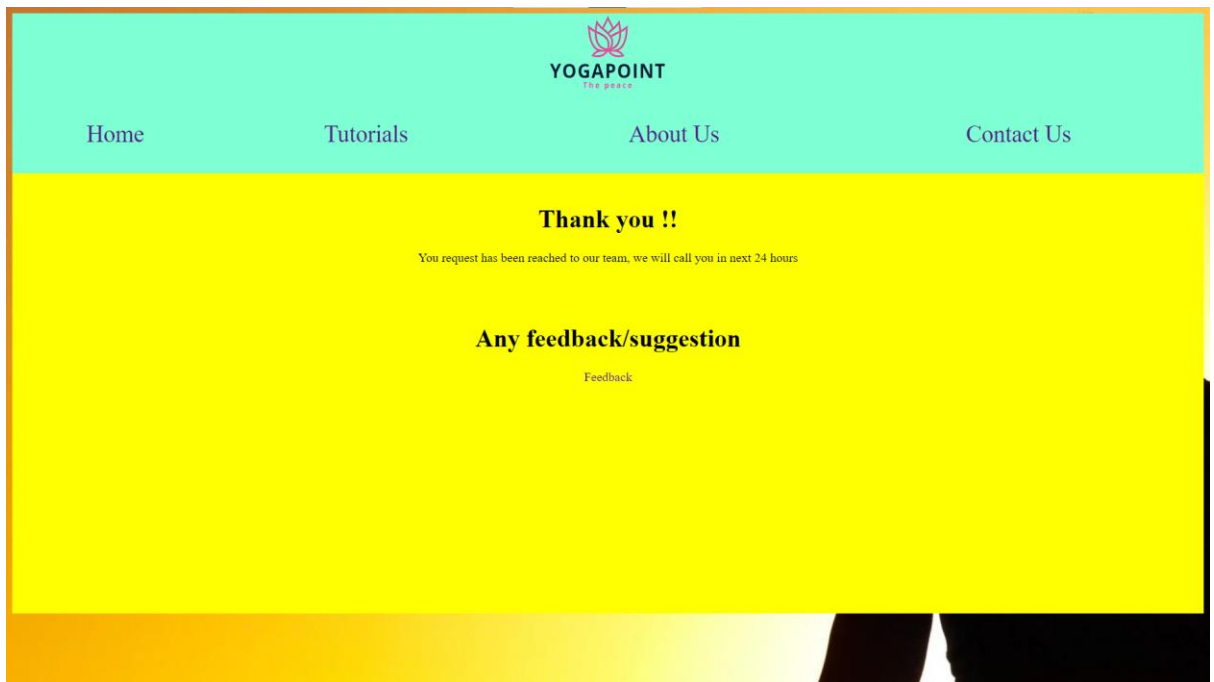 YOGAPOINT
The peace
Home Tutorials About Us Contact Us
Thank you !!
You request has been reached to our team, we will call you in next 24 hours
Any feedback/suggestion
Feedback